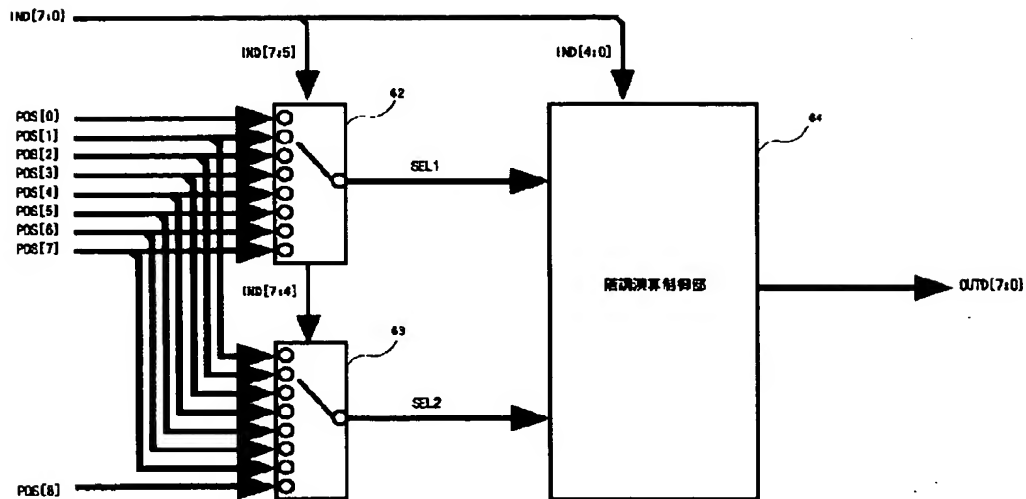 IND[7:0]
IND[7:5]
IND[4:0]
62
64
POS[0]
POS[1]
POS[2]
POS[3]
POS[4]
POS[5]
POS[6]
POS[7]
SEL1
階調演算制御部
OUTD[7:0]
IND[7:4]
63
SEL2
POS[8]